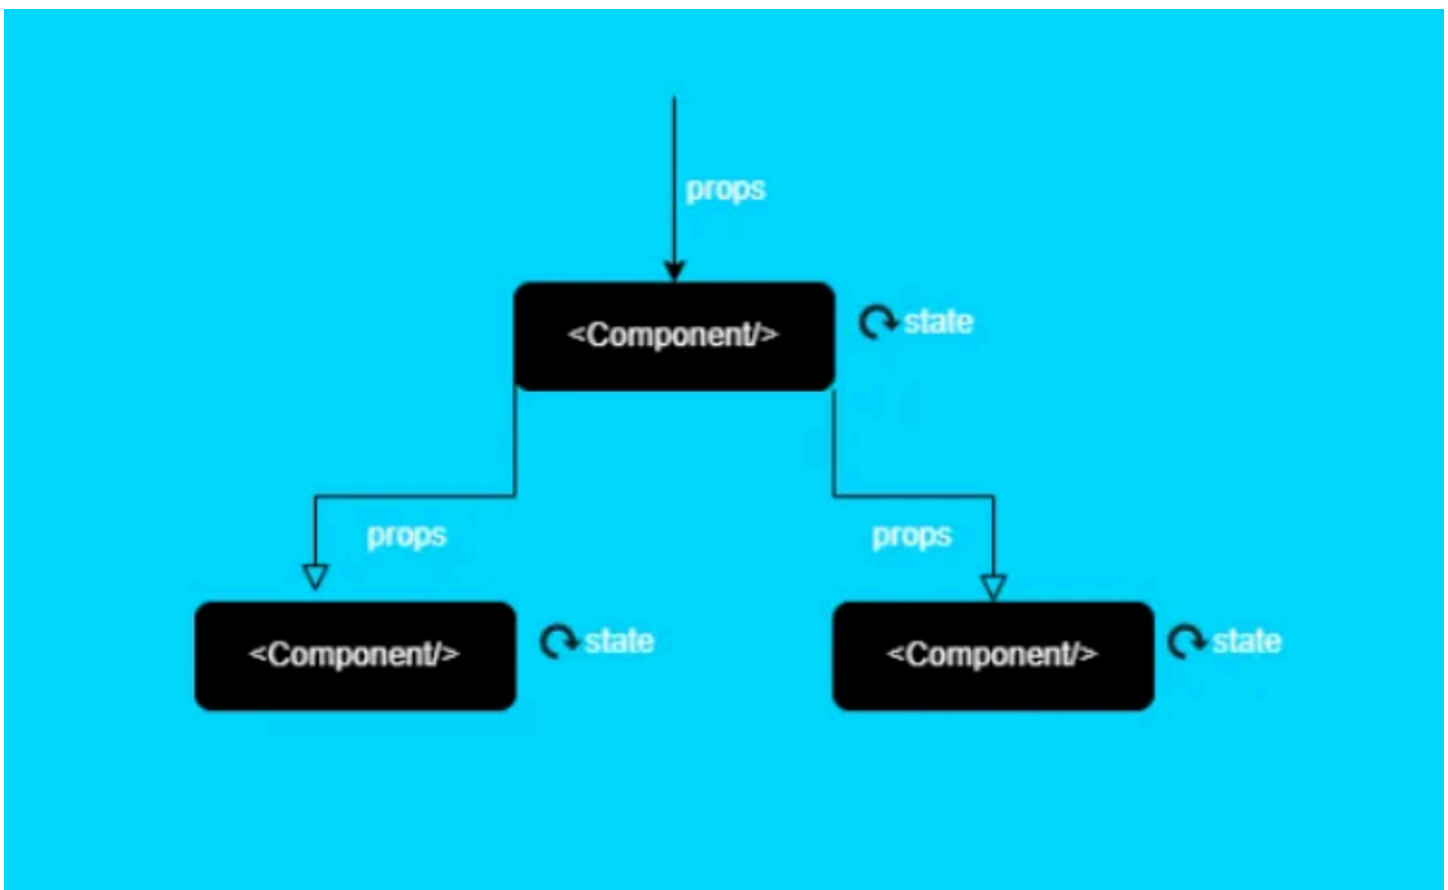 props
<Component/>
state
props
props
<Component/>
state
<Component/>
state